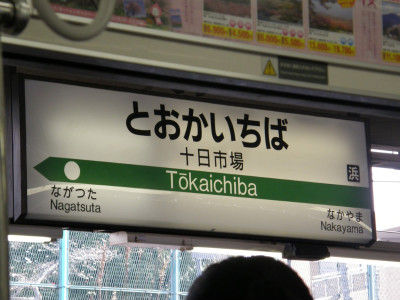 とおかいちば
十日市場
浜
Tōkaichiba
ながつた
Nagatsuta
なかやま
Nakayama